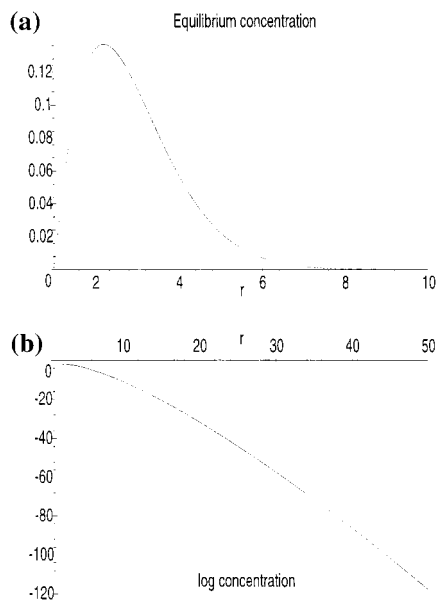 (a)
Equilibrium concentration
0.12
0.1
0.08
0.06
0.04
0.02
0 2 4 6 8 10
r
(b)
r
10 20 30 40 50
0
-20
-40
-60
-80
-100
-120
log concentration